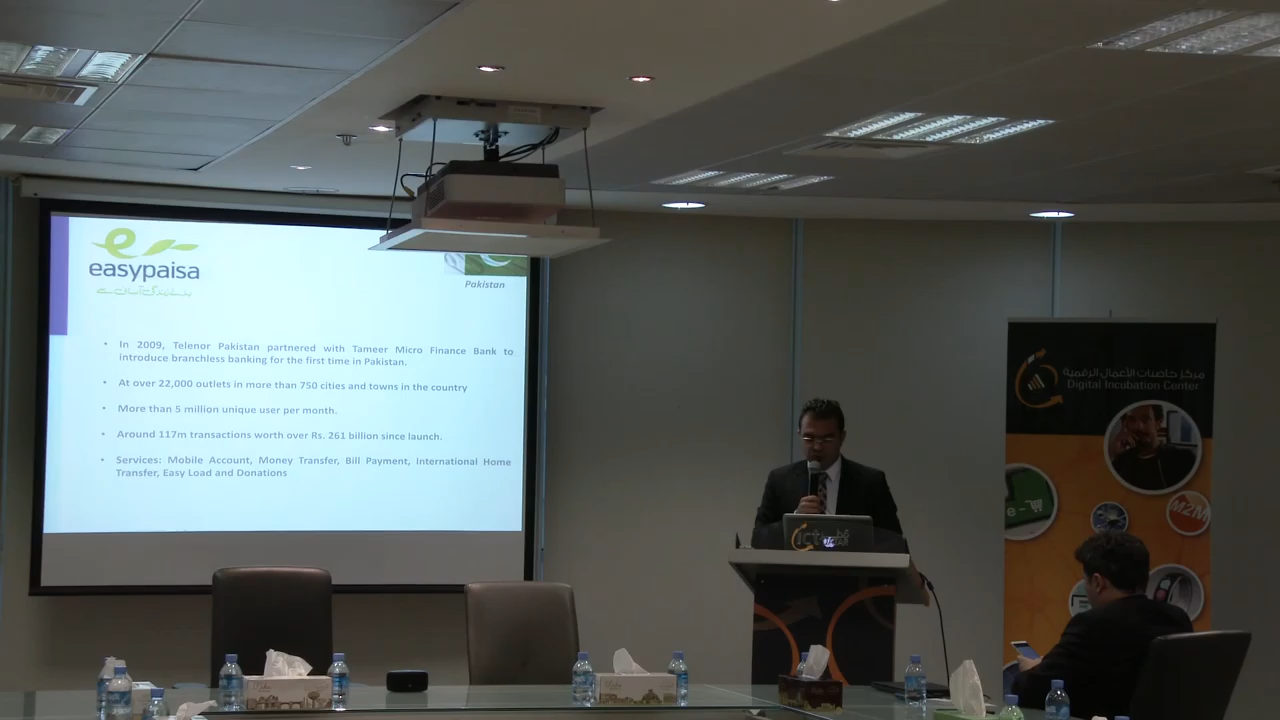 easypaisa
Pakistan
• In 2009, Telenor Pakistan partnered with Tameer Micro Finance Bank to
introduce branchless banking for the first time in Pakistan.
• At over 22,000 outlets in more than 750 cities and towns in the country
• More than 5 million unique user per month.
• Around 117m transactions worth over Rs. 261 billion since launch.
• Services: Mobile Account, Money Transfer, Bill Payment, International Home
Transfer, Easy Load and Donations
مركز حاضنات الأعمال الرقمية
Digital Incubation Center
e-
M2M